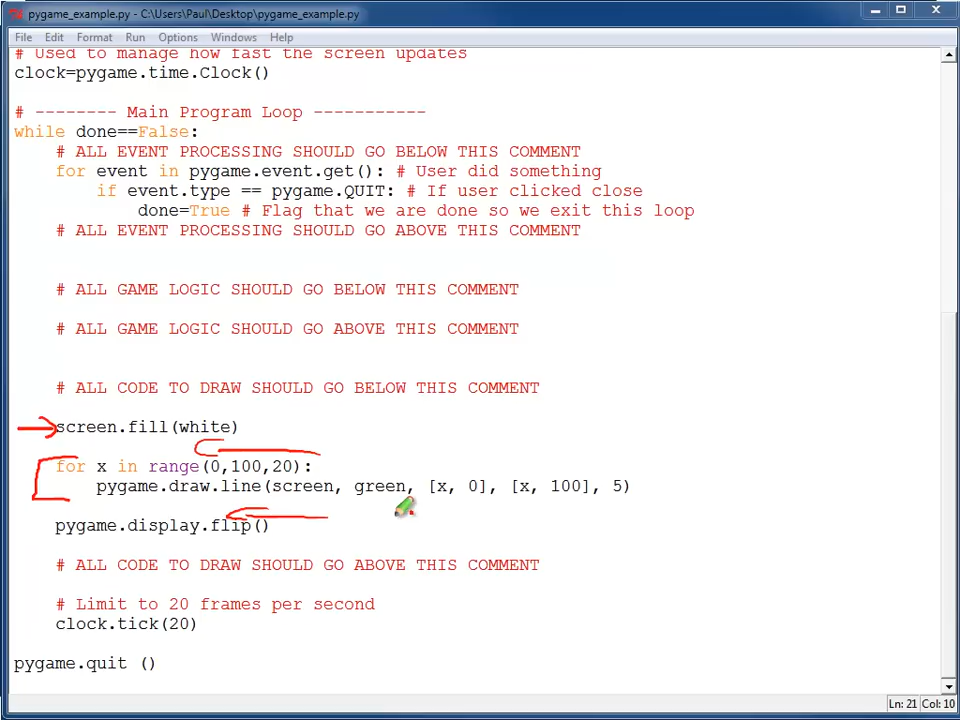 pygame_example.py - C:\Users\Paul\Desktop\pygame_example.py
File Edit Format Run Options Windows Help
# Used to manage how fast the screen updates
clock=pygame.time.Clock()
# -------- Main Program Loop -----------
while done==False:
    # ALL EVENT PROCESSING SHOULD GO BELOW THIS COMMENT
    for event in pygame.event.get(): # User did something
        if event.type == pygame.QUIT: # If user clicked close
            done=True # Flag that we are done so we exit this loop
    # ALL EVENT PROCESSING SHOULD GO ABOVE THIS COMMENT
    # ALL GAME LOGIC SHOULD GO BELOW THIS COMMENT
    # ALL GAME LOGIC SHOULD GO ABOVE THIS COMMENT
    # ALL CODE TO DRAW SHOULD GO BELOW THIS COMMENT
    screen.fill(white)
    for x in range(0,100,20):
        pygame.draw.line(screen, green, [x, 0], [x, 100], 5)
    pygame.display.flip()
    # ALL CODE TO DRAW SHOULD GO ABOVE THIS COMMENT
    # Limit to 20 frames per second
    clock.tick(20)
pygame.quit ()
Ln: 21 Col: 10